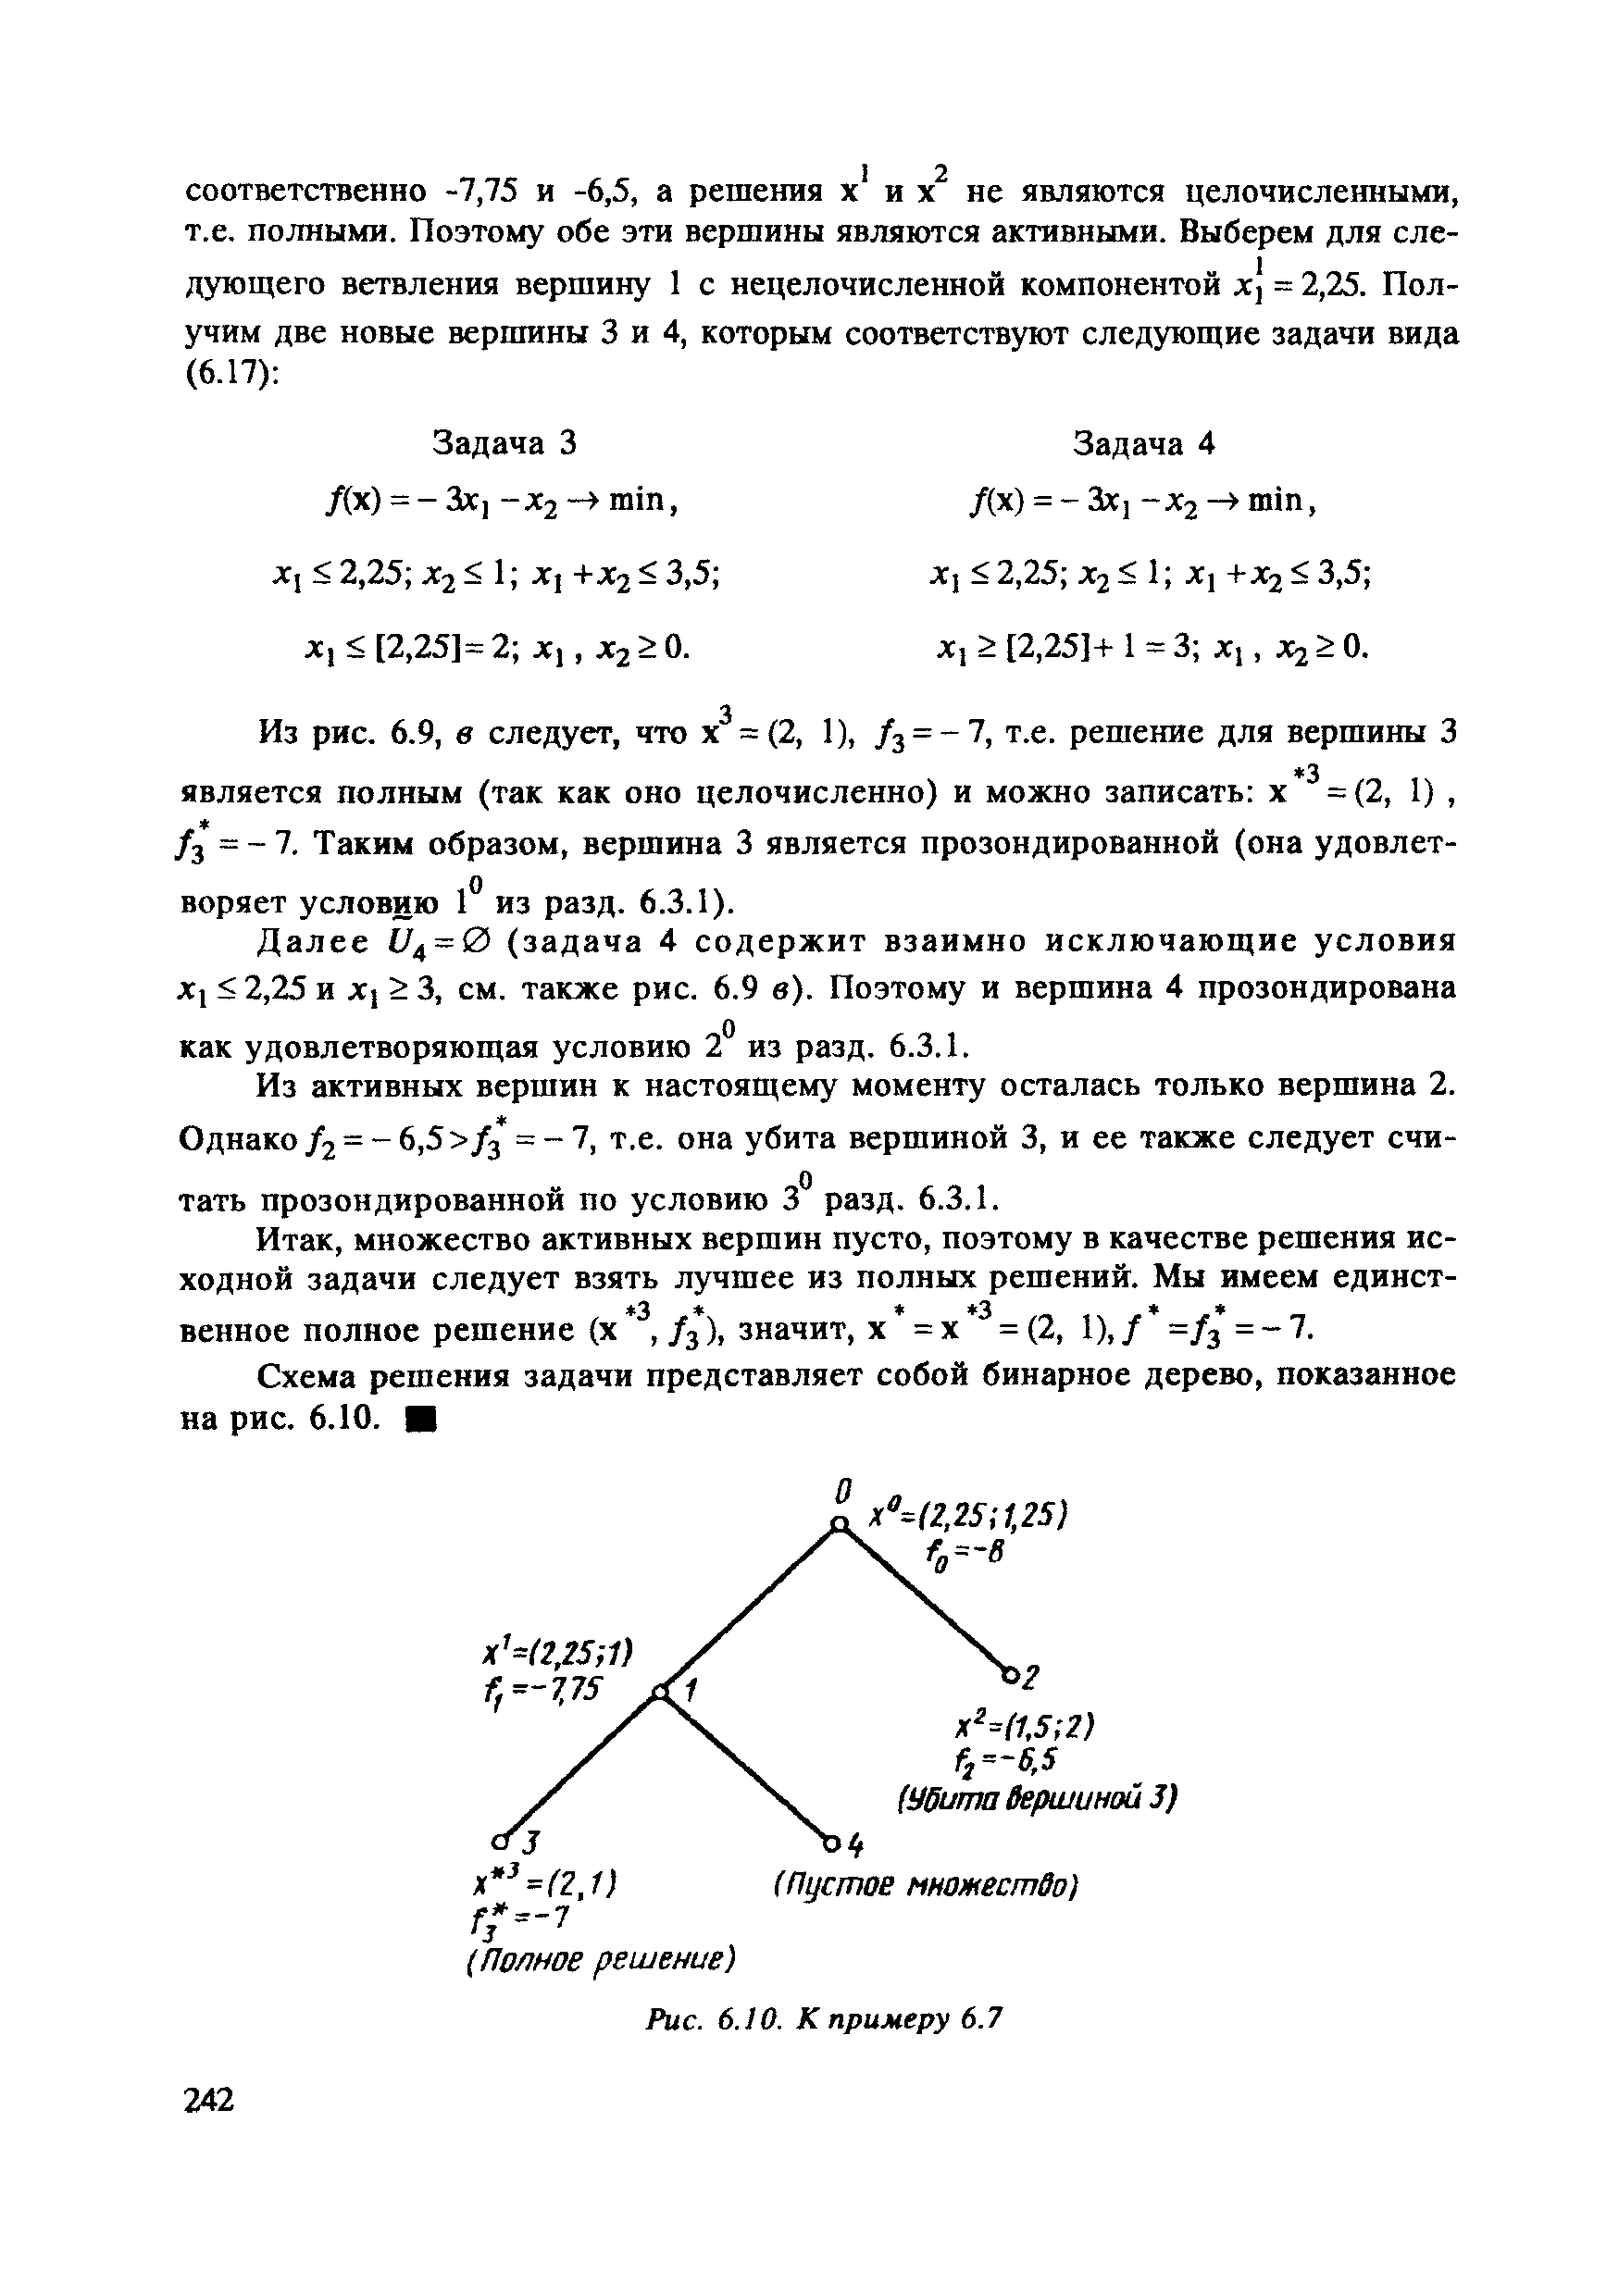 соответственно -7,75 и -6,5, а решения x¹ и x² не являются целочисленными,
т.е. полными. Поэтому обе эти вершины являются активными. Выберем для сле-
дующего ветвления вершину 1 с нецелочисленной компонентой x₁¹ = 2,25. Пол-
учим две новые вершины 3 и 4, которым соответствуют следующие задачи вида
(6.17):
Задача 3 Задача 4
f(x) = − 3x₁ − x₂ → min, f(x) = − 3x₁ − x₂ → min,
x₁ ≤ 2,25; x₂ ≤ 1; x₁ + x₂ ≤ 3,5; x₁ ≤ 2,25; x₂ ≤ 1; x₁ + x₂ ≤ 3,5;
x₁ ≤ [2,25]= 2; x₁ , x₂ ≥ 0. x₁ ≥ [2,25]+ 1 = 3; x₁ , x₂ ≥ 0.
Из рис. 6.9, в следует, что x³ = (2, 1), f₃ = − 7, т.е. решение для вершины 3
является полным (так как оно целочисленно) и можно записать: x*³ = (2, 1) ,
f₃* = − 7. Таким образом, вершина 3 является прозондированной (она удовлет-
воряет условию 1⁰ из разд. 6.3.1).
Далее U₄ = ∅ (задача 4 содержит взаимно исключающие условия
x₁ ≤ 2,25 и x₁ ≥ 3, см. также рис. 6.9 в). Поэтому и вершина 4 прозондирована
как удовлетворяющая условию 2⁰ из разд. 6.3.1.
Из активных вершин к настоящему моменту осталась только вершина 2.
Однако f₂ = − 6,5 > f₃* = − 7, т.е. она убита вершиной 3, и ее также следует счи-
тать прозондированной по условию 3⁰ разд. 6.3.1.
Итак, множество активных вершин пусто, поэтому в качестве решения ис-
ходной задачи следует взять лучшее из полных решений. Мы имеем единст-
венное полное решение (x*³, f₃*), значит, x* = x*³ = (2, 1), f* = f₃* = − 7.
Схема решения задачи представляет собой бинарное дерево, показанное
на рис. 6.10. ■
0
x⁰=(2,25; 1,25)
f₀=-8
x¹=(2,25; 1)
f₁=-7,75
1
2
x²=(1,5; 2)
f₂=-6,5
(Убита вершиной 3)
3
4
x*³=(2, 1)
(Пустое множество)
f₃*=-7
(Полное решение)
Рис. 6.10. К примеру 6.7
242